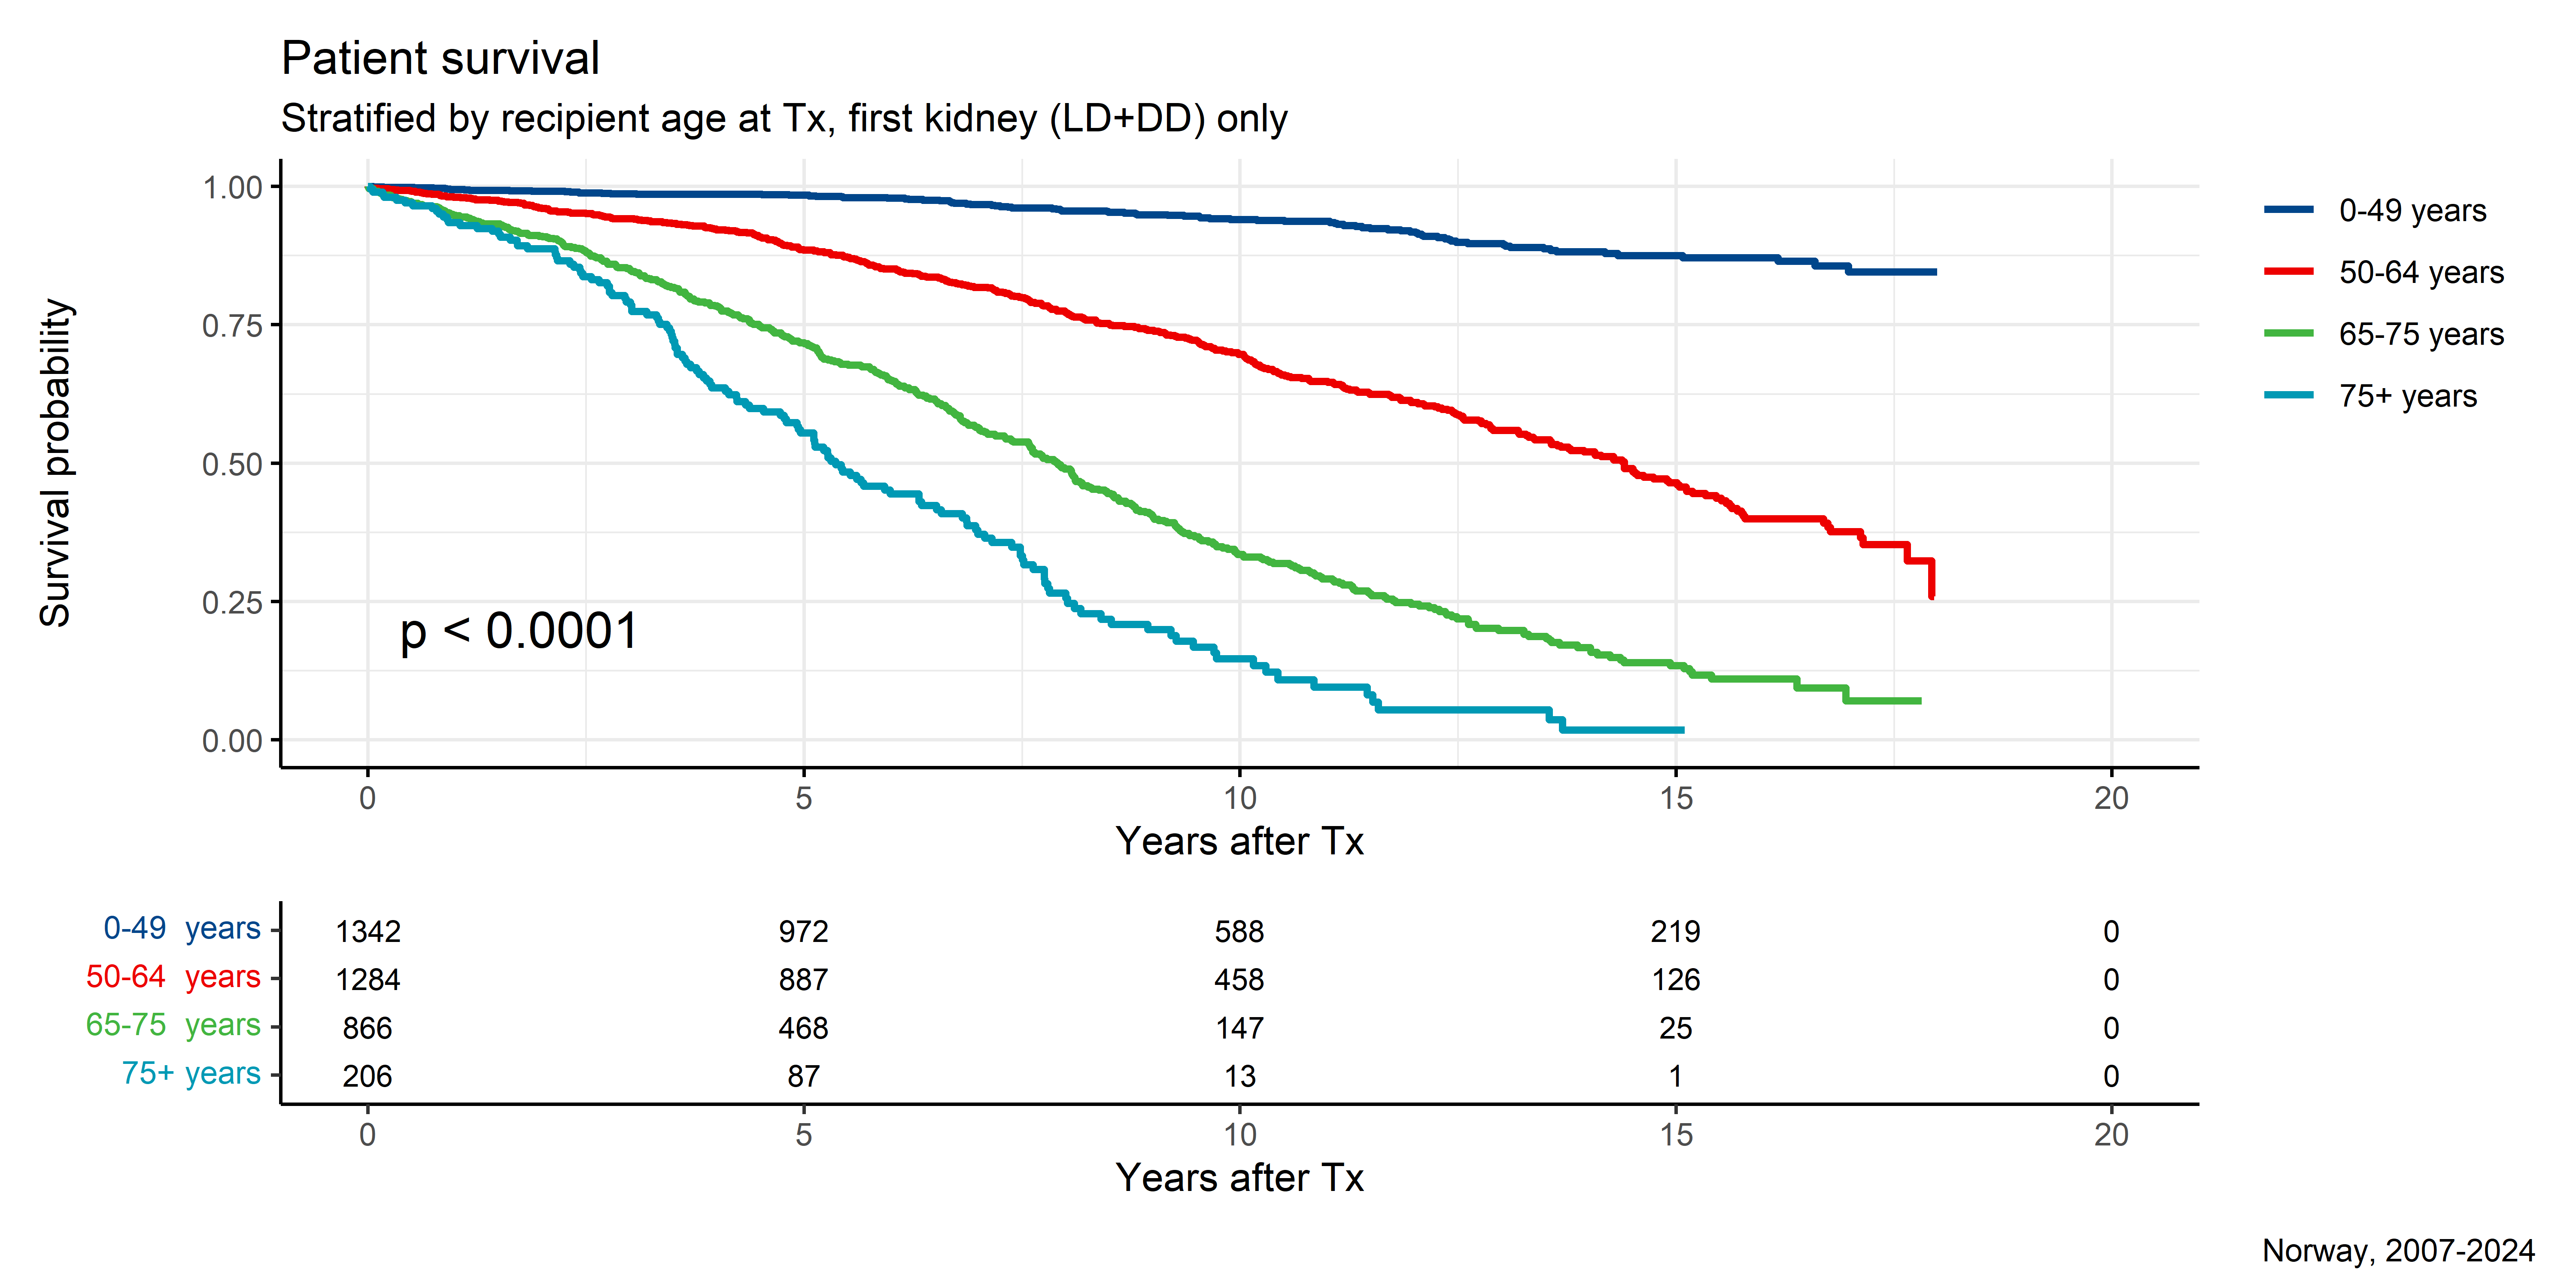 Patient survival
Stratified by recipient age at Tx, first kidney (LD+DD) only
Survival probability
1.00
0.75
0.50
0.25
0.00
p < 0.0001
0 5 10 15 20
Years after Tx
0-49 years
50-64 years
65-75 years
75+ years
0-49 years 1342 972 588 219 0
50-64 years 1284 887 458 126 0
65-75 years 866 468 147 25 0
75+ years 206 87 13 1 0
0 5 10 15 20
Years after Tx
Norway, 2007-2024